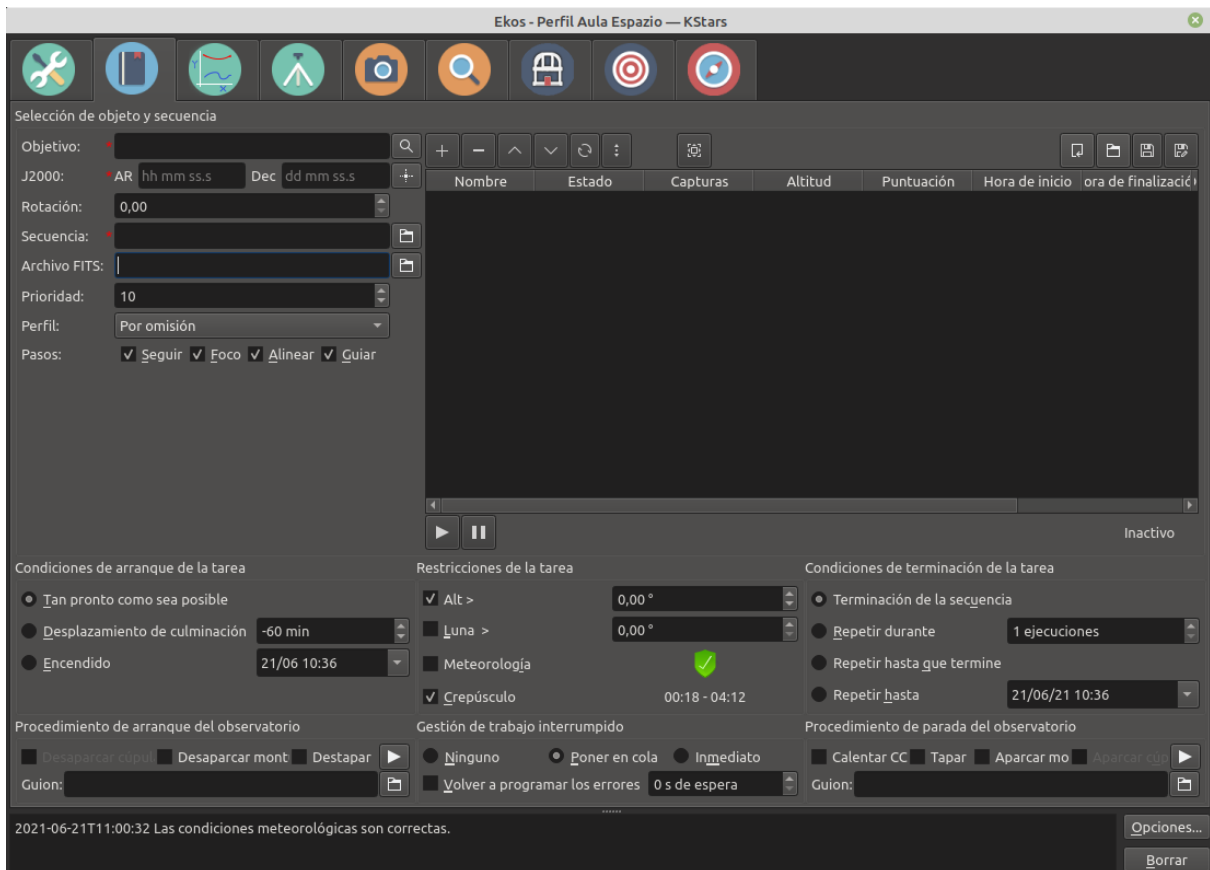 Ekos - Perfil Aula Espazio — KStars
Selección de objeto y secuencia
Objetivo: *
J2000: * AR hh mm ss.s Dec dd mm ss.s
Rotación: 0,00
Secuencia: *
Archivo FITS:
Prioridad: 10
Perfil: Por omisión
Pasos: Seguir Foco Alinear Guiar
Nombre Estado Capturas Altitud Puntuación Hora de inicio ora de finalizació
Inactivo
Condiciones de arranque de la tarea
Tan pronto como sea posible
Desplazamiento de culminación -60 min
Encendido 21/06 10:36
Restricciones de la tarea
Alt > 0,00 °
Luna > 0,00 °
Meteorología
Crepúsculo 00:18 - 04:12
Condiciones de terminación de la tarea
Terminación de la secuencia
Repetir durante 1 ejecuciones
Repetir hasta que termine
Repetir hasta 21/06/21 10:36
Procedimiento de arranque del observatorio
Desaparcar cúpul Desaparcar mont Destapar
Guion:
Gestión de trabajo interrumpido
Ninguno Poner en cola Inmediato
Volver a programar los errores 0 s de espera
Procedimiento de parada del observatorio
Calentar CC Tapar Aparcar mo Aparcar cúp
Guion:
2021-06-21T11:00:32 Las condiciones meteorológicas son correctas.
Opciones...
Borrar